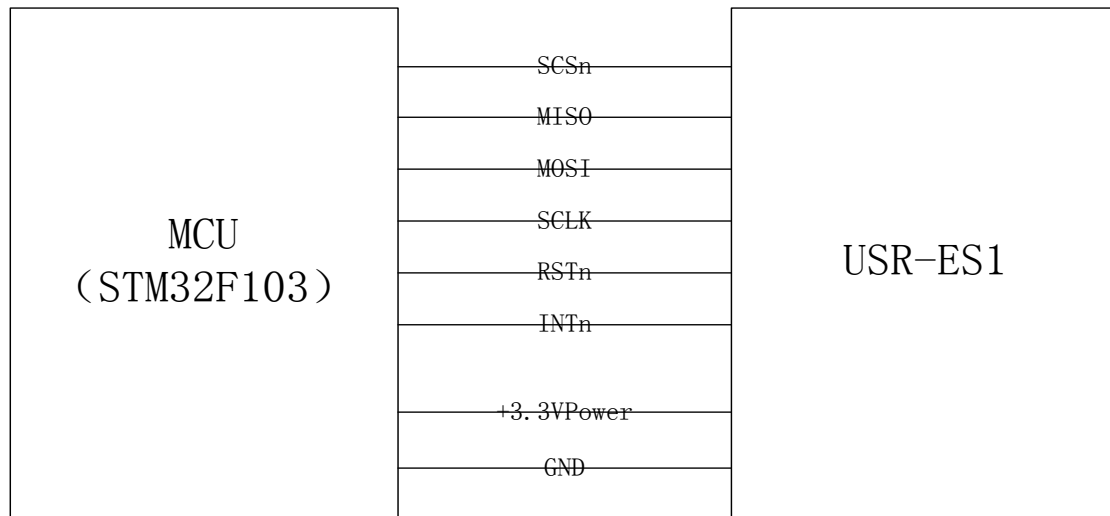 SCSn
MISO
MOSI
SCLK
RSTn
INTn
+3.3VPower
GND
MCU
（STM32F103）
USR-ES1